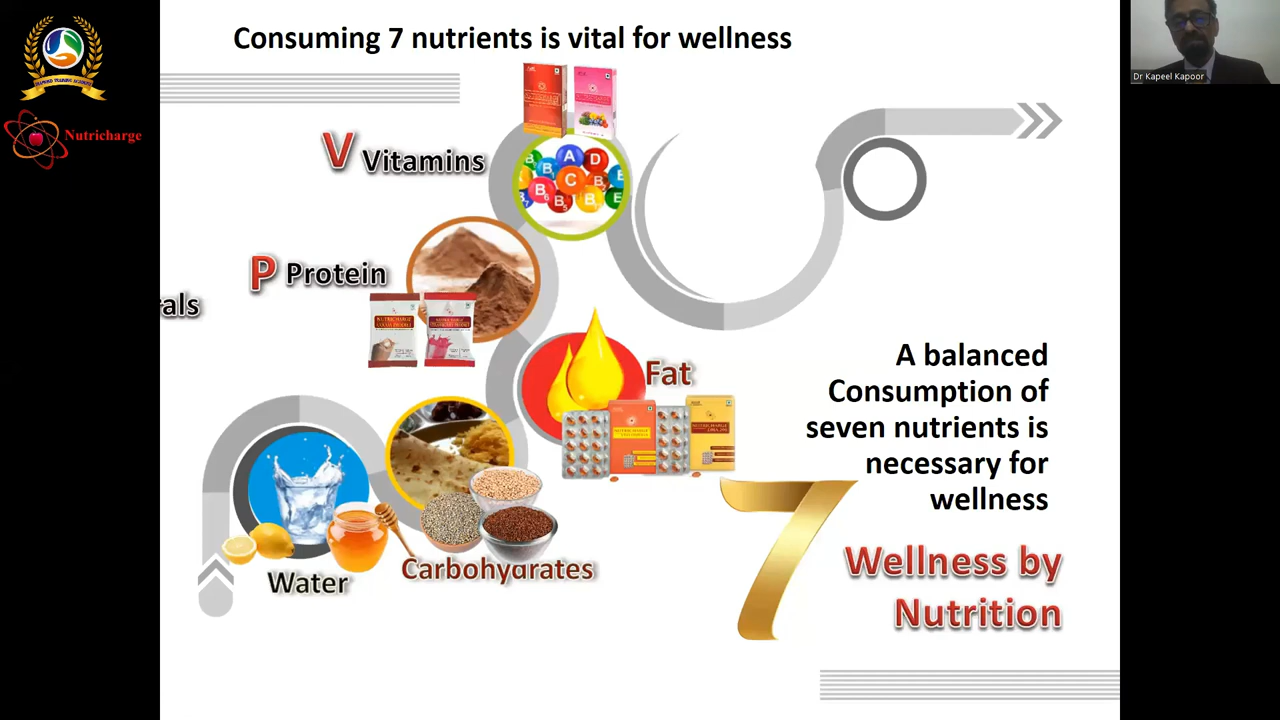 Consuming 7 nutrients is vital for wellness
Dr Kapeel Kapoor
Nutricharge
V Vitamins
P Protein
rals
Fat
Water
Carbohydrates
A balanced
Consumption of
seven nutrients is
necessary for
wellness
7
Wellness by
Nutrition
A
D
C